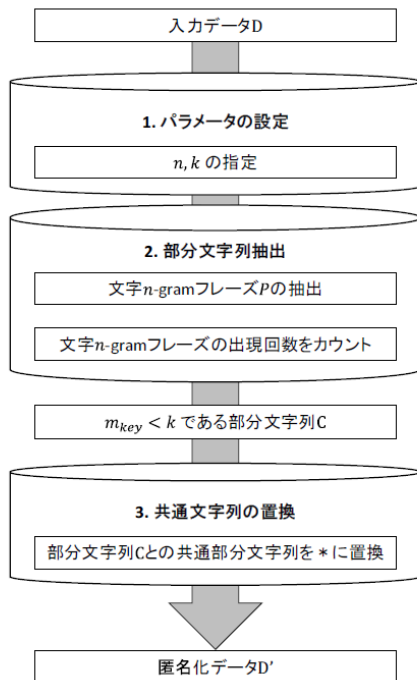 入力データD
1. パラメータの設定
n, k の指定
2. 部分文字列抽出
文字n-gramフレーズPの抽出
文字n-gramフレーズの出現回数をカウント
m_key < k である部分文字列C
3. 共通文字列の置換
部分文字列Cとの共通部分文字列を＊に置換
匿名化データD'